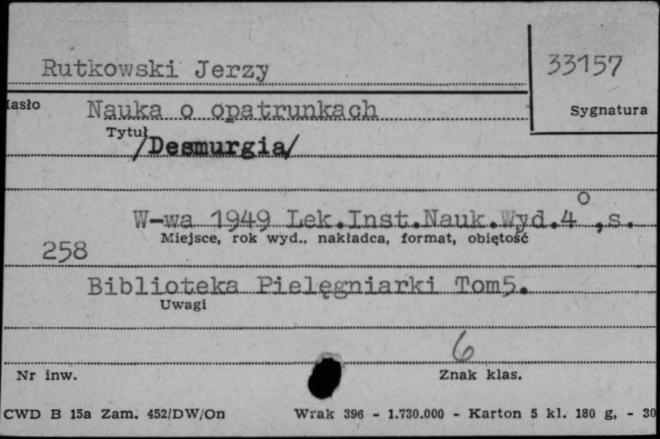 Rutkowski Jerzy
33157
Hasło
Nauka o opatrunkach
Sygnatura
Tytuł
/Desmurgia/
W-wa 1949 Lek.Inst.Nauk.Wyd.4°,s.
Miejsce, rok wyd., nakładca, format, objętość
258
Biblioteka Pielęgniarki Tom5.
Uwagi
6
Nr inw.
Znak klas.
CWD B 15a Zam. 452/DW/On Wrak 396 - 1.730.000 - Karton 5 kl. 180 g, - 30